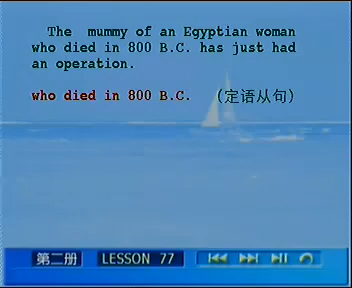 The mummy of an Egyptian woman
who died in 800 B.C. has just had
an operation.
who died in 800 B.C. (定语从句)
第二册 LESSON 77